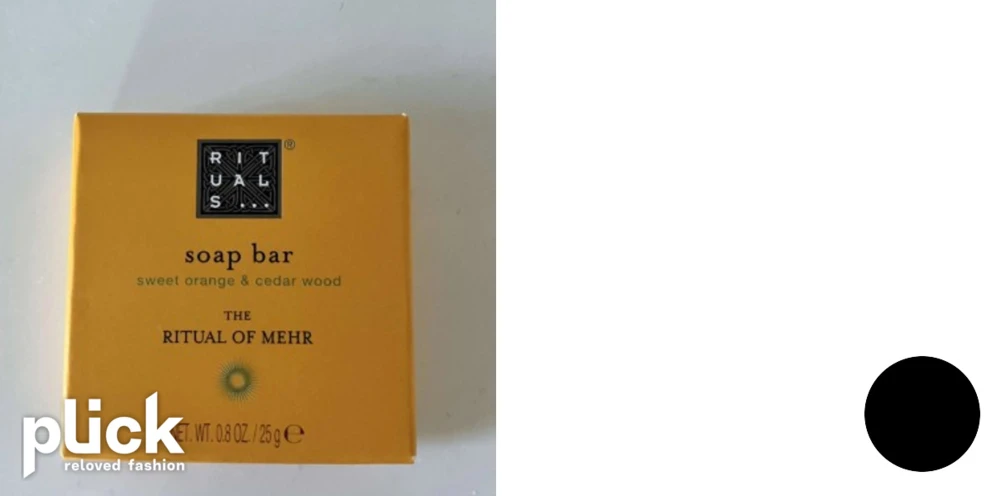 RIT
UAL
S...
®
soap bar
sweet orange & cedar wood
THE
RITUAL OF MEHR
NET. WT. 0.8 OZ. / 25 g ℮
plick
reloved fashion